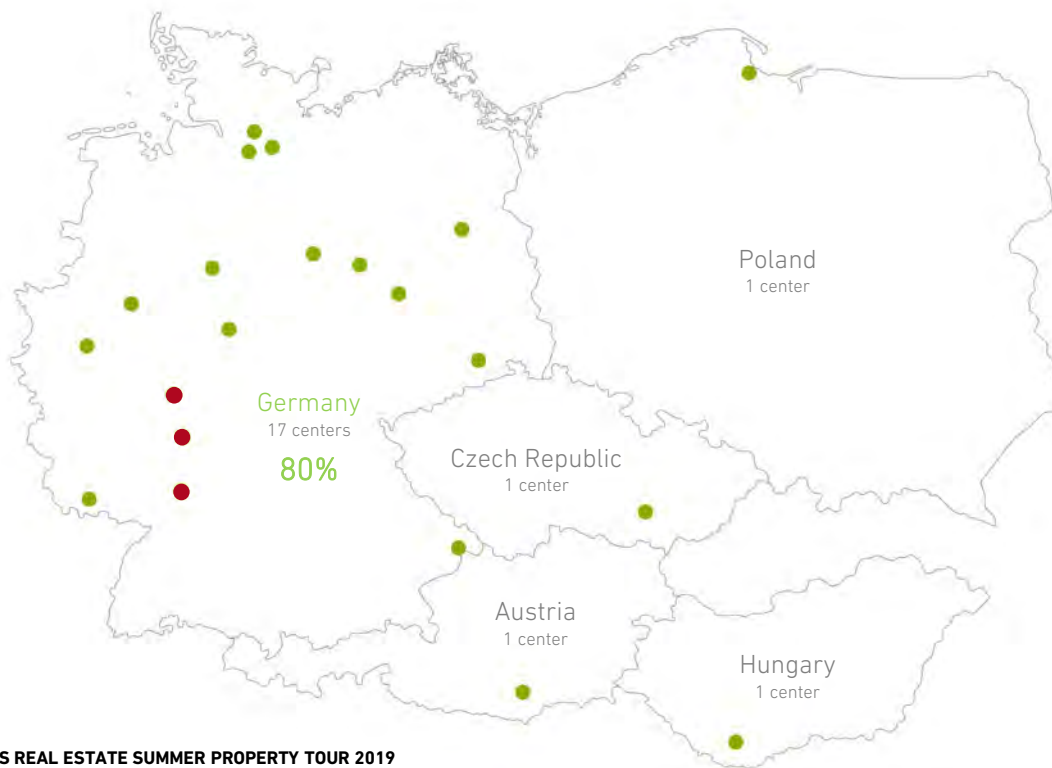 Poland
1 center
Germany
17 centers
80%
Czech Republic
1 center
Austria
1 center
Hungary
1 center
S REAL ESTATE SUMMER PROPERTY TOUR 2019